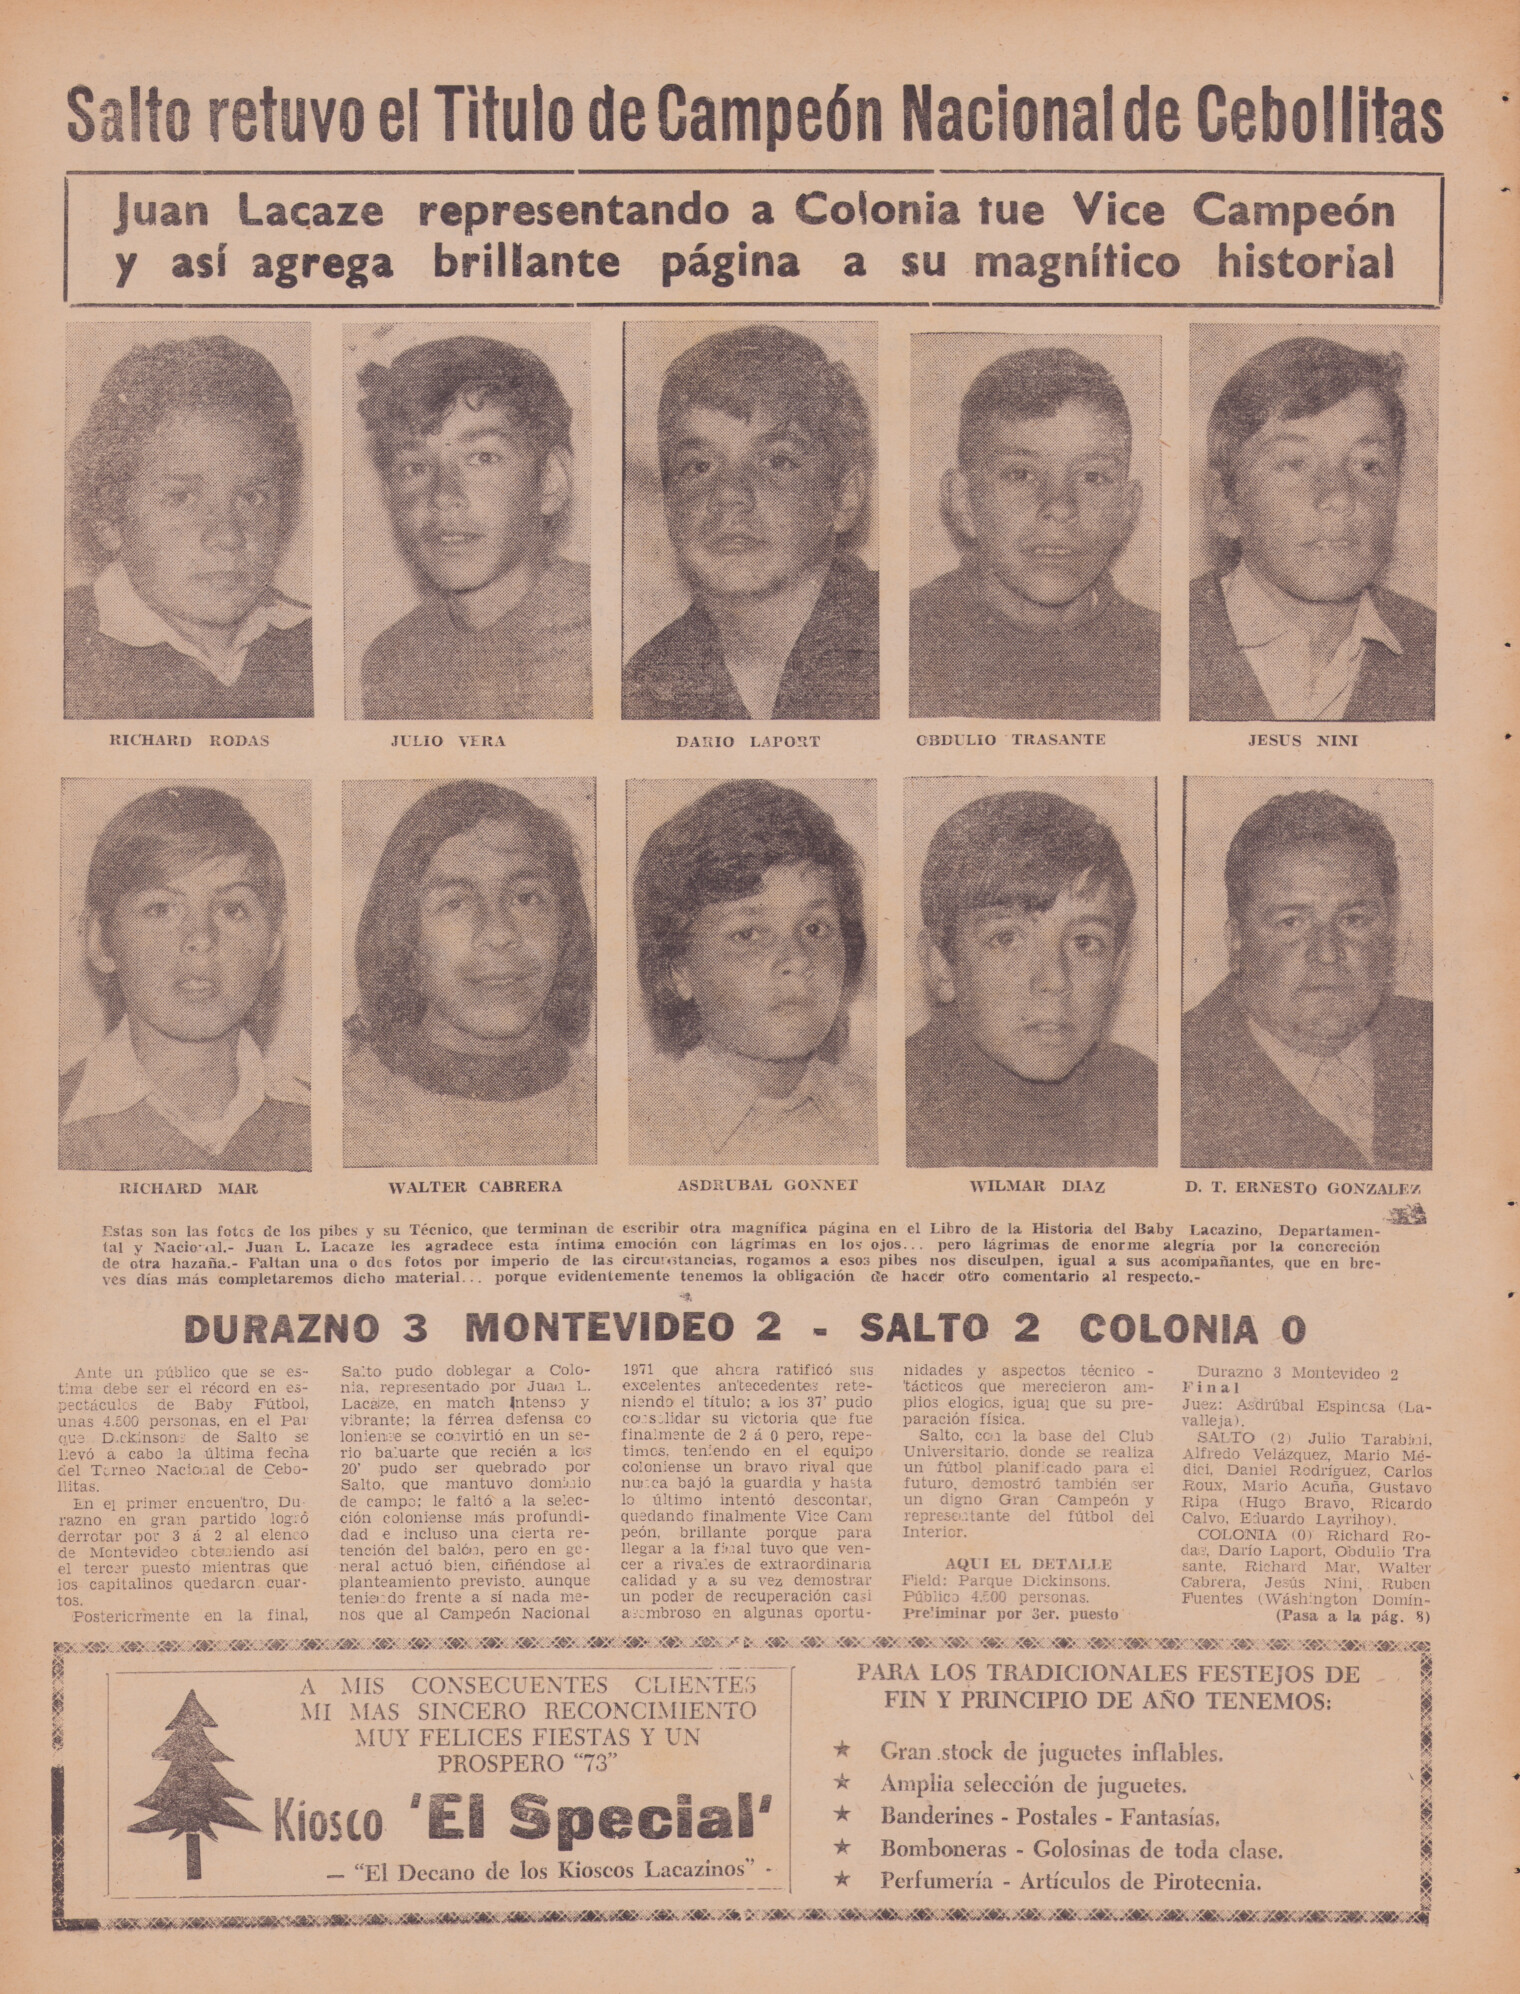 Salto retuvo el Titulo de Campeón Nacional de Cebollitas
Juan Lacaze representando a Colonia fue Vice Campeón
y así agrega brillante página a su magnífico historial
RICHARD RODAS
JULIO VERA
DARIO LAPORT
OBDULIO TRASANTE
JESUS NINI
RICHARD MAR
WALTER CABRERA
ASDRUBAL GONNET
WILMAR DIAZ
D. T. ERNESTO GONZALEZ
Estas son las fotos de los pibes y su Técnico, que terminan de escribir otra magnífica página en el Libro de la Historia del Baby Lacazino, Departamen-
tal y Nacional.- Juan L. Lacaze les agradece esta íntima emoción con lágrimas en los ojos... pero lágrimas de enorme alegría por la concreción
de otra hazaña.- Faltan una o dos fotos por imperio de las circunstancias, rogamos a esos pibes nos disculpen, igual a sus acompañantes, que en bre-
ves días más completaremos dicho material... porque evidentemente tenemos la obligación de hacer otro comentario al respecto.-
DURAZNO 3 MONTEVIDEO 2 - SALTO 2 COLONIA 0
Ante un público que se es-
tima debe ser el récord en es-
pectáculos de Baby Fútbol,
unas 4.500 personas, en el Par
que Dickinsons de Salto se
llevó a cabo la última fecha
del Torneo Nacional de Cebo-
llitas.
En el primer encuentro, Du-
razno en gran partido logró
derrotar por 3 á 2 al elenco
de Montevideo obteniendo así
el tercer puesto mientras que
los capitalinos quedaron cuar-
tos.
Posteriormente en la final,
Salto pudo doblegar a Colo-
nia, representado por Juan L.
Lacaze, en match intenso y
vibrante; la férrea defensa co
loniense se convirtió en un se-
rio baluarte que recién a los
20' pudo ser quebrado por
Salto, que mantuvo dominio
de campo; le faltó a la selec-
ción coloniense más profundi-
dad e incluso una cierta re-
tención del balón, pero en ge-
neral actuó bien, ciñéndose al
planteamiento previsto, aunque
teniendo frente a sí nada me-
nos que al Campeón Nacional
1971 que ahora ratificó sus
excelentes antecedentes rete-
niendo el título; a los 37' pudo
consolidar su victoria que fue
finalmente de 2 á 0 pero, repe-
timos, teniendo en el equipo
coloniense un bravo rival que
nunca bajó la guardia y hasta
lo último intentó descontar,
quedando finalmente Vice Cam
peón, brillante porque para
llegar a la final tuvo que ven-
cer a rivales de extraordinaria
calidad y a su vez demostrar
un poder de recuperación casi
asombroso en algunas oportu-
nidades y aspectos técnico -
tácticos que merecieron am-
plios elogios, igual que su pre-
paración física.
Salto, con la base del Club
Universitario, donde se realiza
un fútbol planificado para el
futuro, demostró también ser
un digno Gran Campeón y
representante del fútbol del
Interior.
AQUI EL DETALLE
Field: Parque Dickinsons.
Público 4.500 personas.
Preliminar por 3er. puesto
Durazno 3 Montevideo 2
Final
Juez: Asdrúbal Espinosa (La-
valleja).
SALTO (2) Julio Tarabini,
Alfredo Velázquez, Mario Mé-
dici, Daniel Rodríguez, Carlos
Roux, Mario Acuña, Gustavo
Ripa (Hugo Bravo, Ricardo
Calvo, Eduardo Layrihoy).
COLONIA (0) Richard Ro-
das, Darío Laport, Obdulio Tra
sante, Richard Mar, Walter
Cabrera, Jesús Nini, Ruben
Fuentes (Wáshington Domín-
(Pasa a la pág. 8)
A MIS CONSECUENTES CLIENTES
MI MAS SINCERO RECONCIMIENTO
MUY FELICES FIESTAS Y UN
PROSPERO "73"
Kiosco 'El Special'
— "El Decano de los Kioscos Lacazinos" -
PARA LOS TRADICIONALES FESTEJOS DE
FIN Y PRINCIPIO DE AÑO TENEMOS:
★ Gran stock de juguetes inflables.
★ Amplia selección de juguetes.
★ Banderines - Postales - Fantasías.
★ Bomboneras - Golosinas de toda clase.
★ Perfumería - Artículos de Pirotecnia.